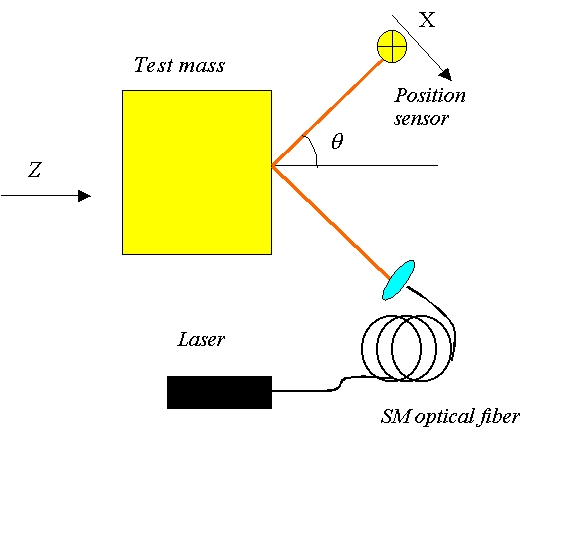 X
Test mass
Position
sensor
θ
Z
Laser
SM optical fiber